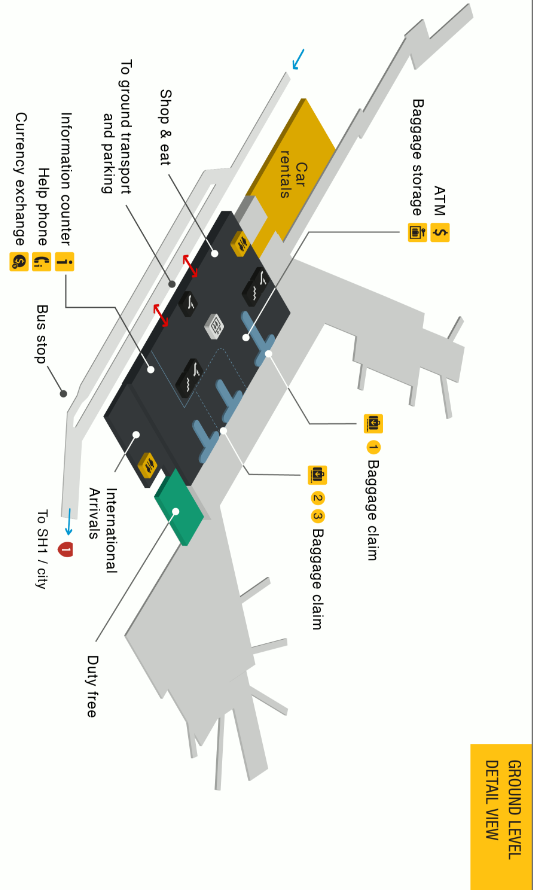 GROUND LEVEL
DETAIL VIEW
ATM $
Baggage storage
1 Baggage claim
2 3 Baggage claim
Car
rentals
Shop & eat
To ground transport
and parking
Information counter i
Help phone i
Currency exchange $
Bus stop
International
Arrivals
1
To SH1 / city
Duty free